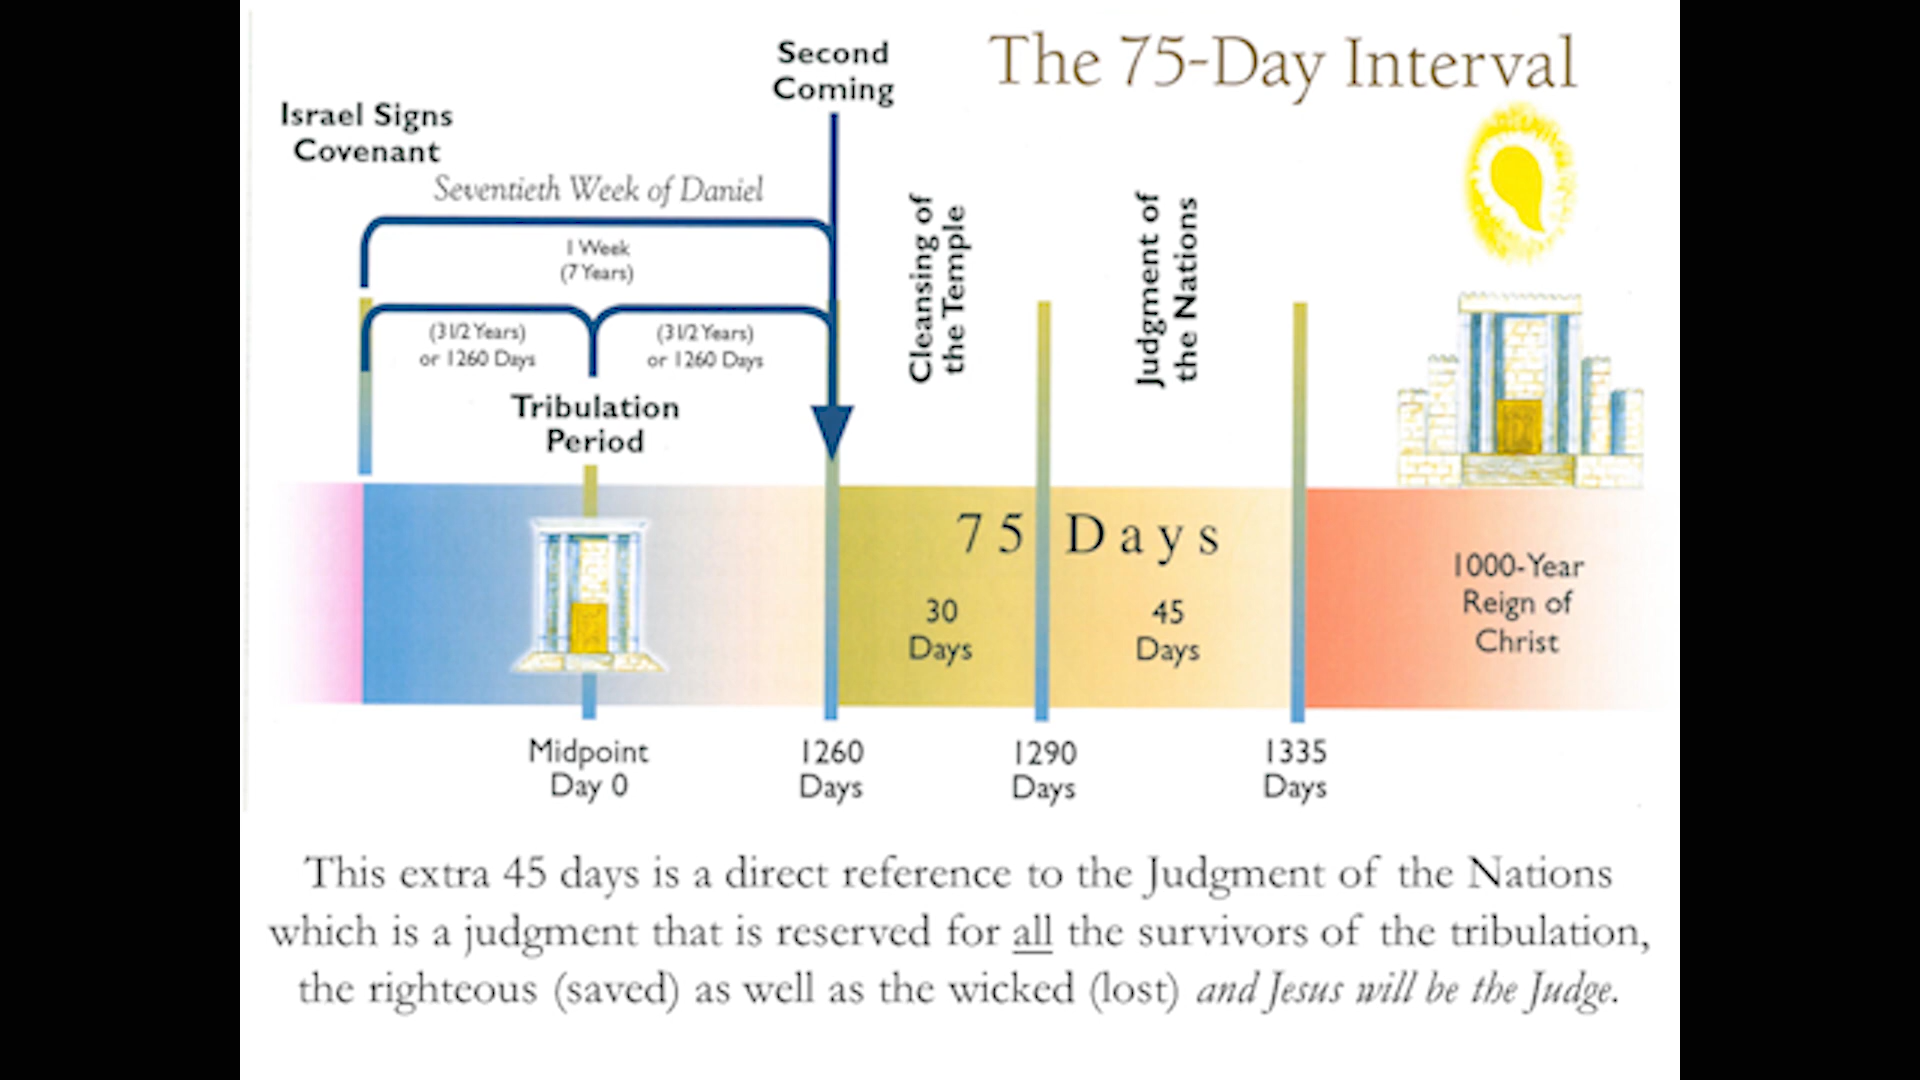 The 75-Day Interval
Second
Coming
Israel Signs
Covenant
Seventieth Week of Daniel
1 Week
(7 Years)
(31/2 Years)
or 1260 Days
(31/2 Years)
or 1260 Days
Tribulation
Period
Cleansing of
the Temple
Judgment of
the Nations
75 Days
30
Days
45
Days
1000-Year
Reign of
Christ
Midpoint
Day 0
1260
Days
1290
Days
1335
Days
This extra 45 days is a direct reference to the Judgment of the Nations
which is a judgment that is reserved for all the survivors of the tribulation,
the righteous (saved) as well as the wicked (lost) and Jesus will be the Judge.